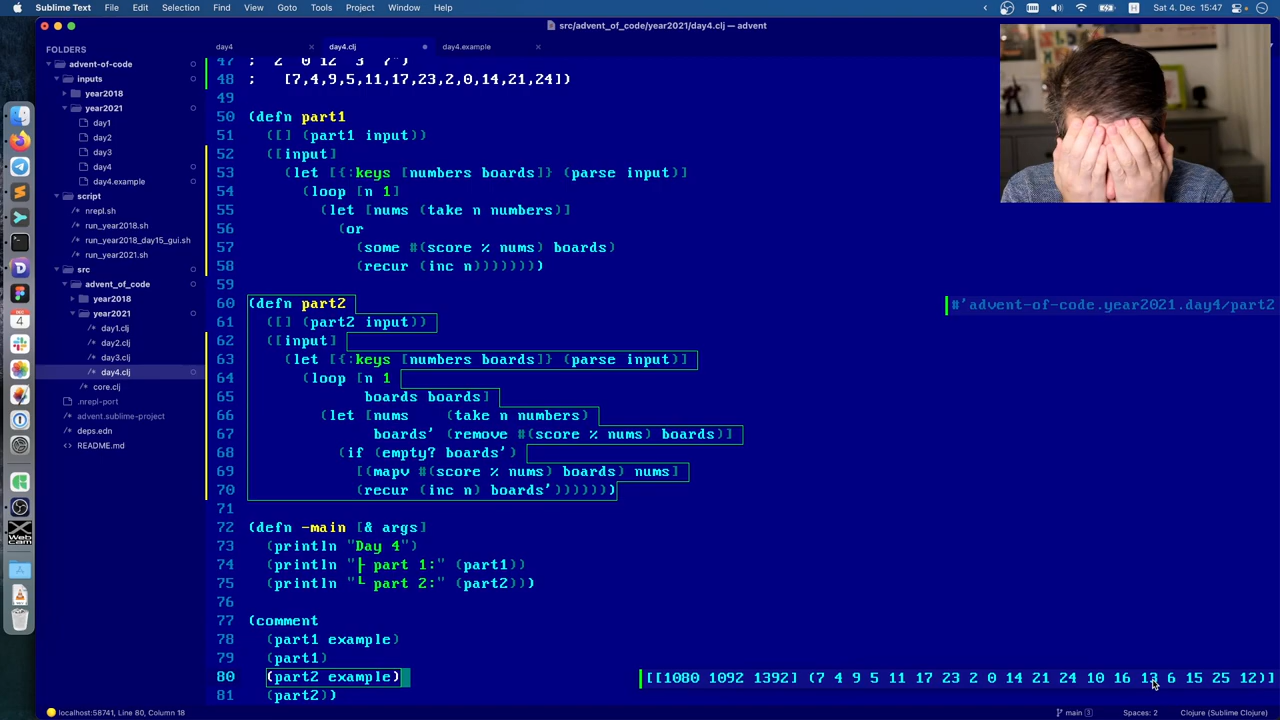 Sublime Text File Edit Selection Find View Goto Tools Project Window Help Sat 4. Dec 15:47
src/advent_of_code/year2021/day4.clj — advent
FOLDERS
advent-of-code
inputs
year2018
year2021
day1
day2
day3
day4
day4.example
script
nrepl.sh
run_year2018.sh
run_year2018_day15_gui.sh
run_year2021.sh
src
advent_of_code
year2018
year2021
day1.clj
day2.clj
day3.clj
day4.clj
core.clj
.nrepl-port
advent.sublime-project
deps.edn
README.md
day4 day4.clj day4.example
47 ; 2 0 12 3 7")
48 ; [7,4,9,5,11,17,23,2,0,14,21,24])
49
50 (defn part1
51 ([] (part1 input))
52 ([input]
53 (let [{:keys [numbers boards]} (parse input)]
54 (loop [n 1]
55 (let [nums (take n numbers)]
56 (or
57 (some #(score % nums) boards)
58 (recur (inc n))))))))
59
60 (defn part2 #'advent-of-code.year2021.day4/part2
61 ([] (part2 input))
62 ([input]
63 (let [{:keys [numbers boards]} (parse input)]
64 (loop [n 1
65 boards boards]
66 (let [nums (take n numbers)
67 boards' (remove #(score % nums) boards)]
68 (if (empty? boards')
69 [(mapv #(score % nums) boards) nums]
70 (recur (inc n) boards')))))))
71
72 (defn -main [& args]
73 (println "Day 4")
74 (println "├ part 1:" (part1))
75 (println "└ part 2:" (part2)))
76
77 (comment
78 (part1 example)
79 (part1)
80 (part2 example) [[1080 1092 1392] (7 4 9 5 11 17 23 2 0 14 21 24 10 16 13 6 15 25 12)]
81 (part2))
localhost:58741, Line 80, Column 18 main 3 Spaces: 2 Clojure (Sublime Clojure)